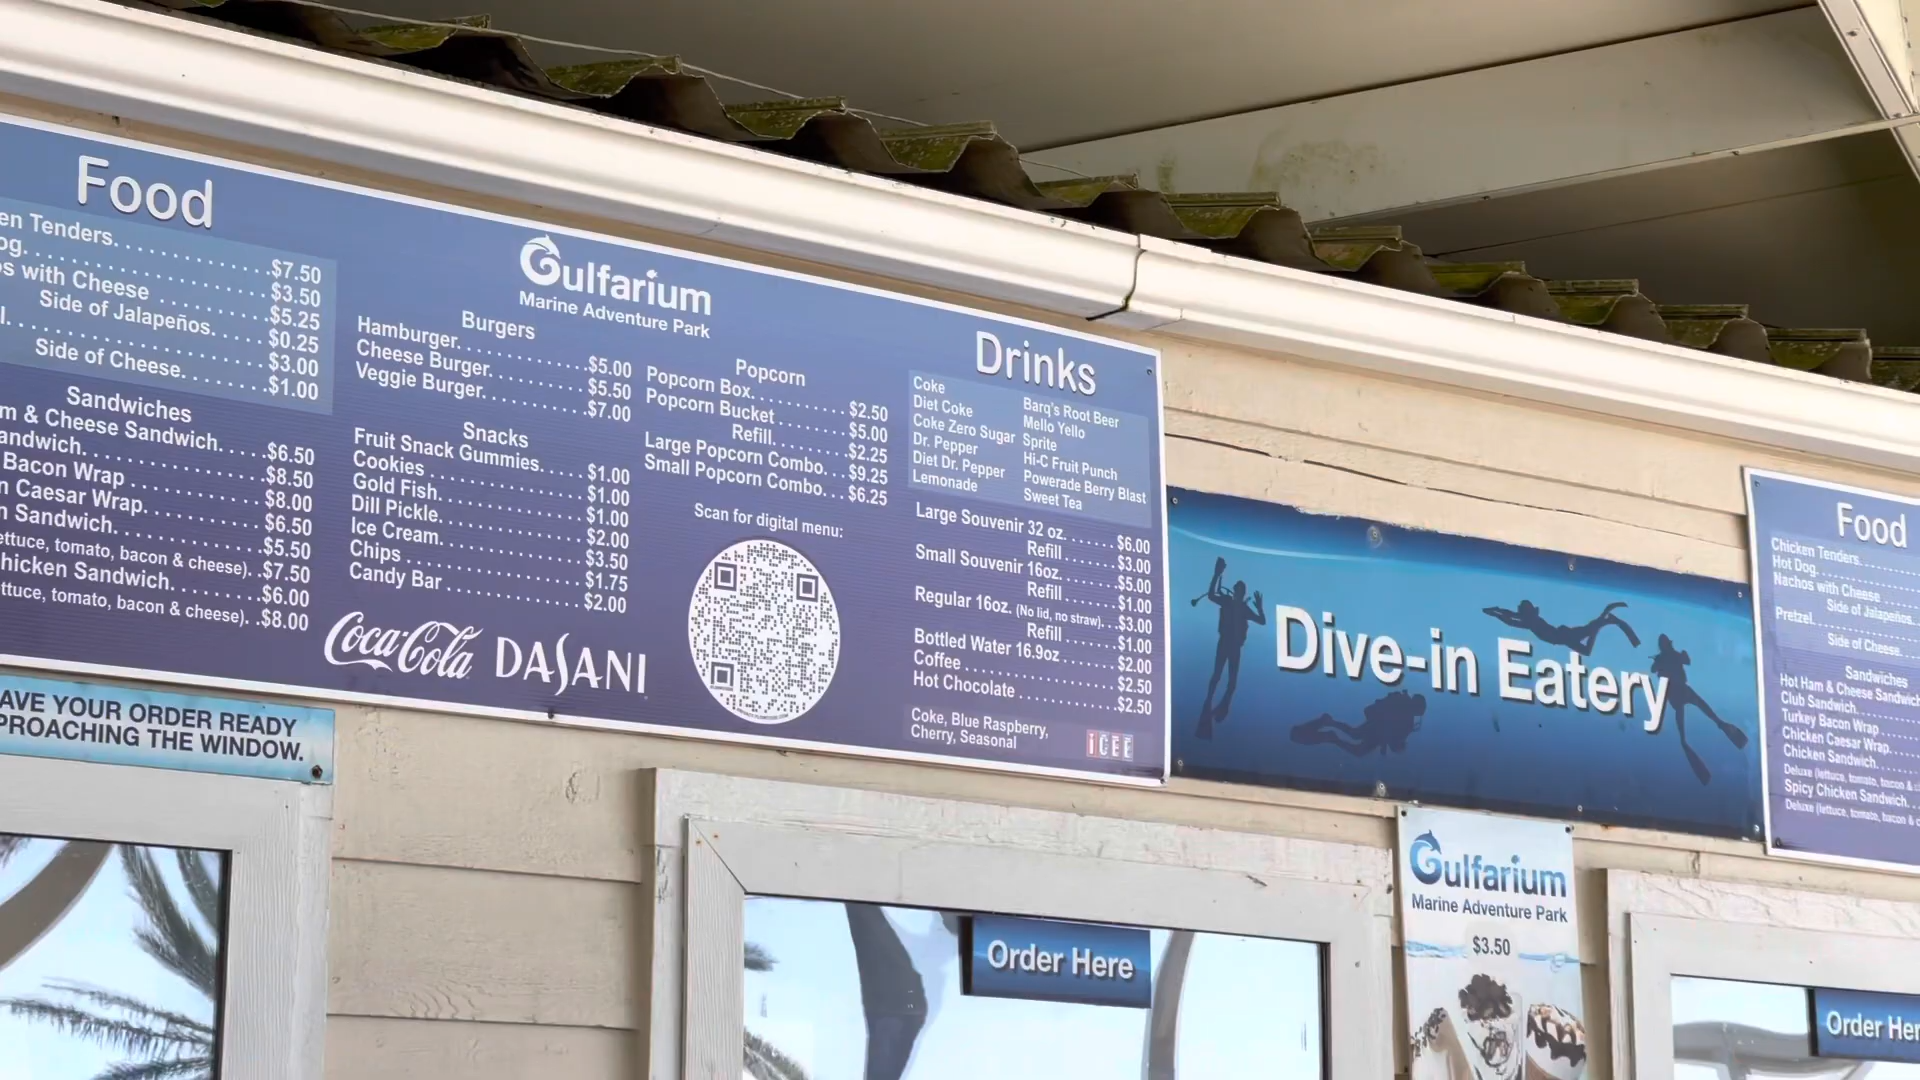 Food
en Tenders. $7.50
og. $3.50
os with Cheese $5.25
Side of Jalapeños. $0.25
l. $3.00
Side of Cheese. $1.00
Sandwiches
m & Cheese Sandwich. $6.50
andwich. $8.50
Bacon Wrap $8.00
n Caesar Wrap. $6.50
n Sandwich. $5.50
ettuce, tomato, bacon & cheese). $7.50
hicken Sandwich. $6.00
ettuce, tomato, bacon & cheese). $8.00
Gulfarium
Marine Adventure Park
Burgers
Hamburger. $5.00
Cheese Burger. $5.50
Veggie Burger. $7.00
Snacks
Fruit Snack Gummies. $1.00
Cookies $1.00
Gold Fish. $1.00
Dill Pickle. $2.00
Ice Cream. $3.50
Chips $1.75
Candy Bar $2.00
Coca-Cola DASANI
Popcorn
Popcorn Box. $2.50
Popcorn Bucket $5.00
Refill. $2.25
Large Popcorn Combo. $9.25
Small Popcorn Combo. $6.25
Scan for digital menu:
Drinks
Coke
Diet Coke
Coke Zero Sugar
Dr. Pepper
Diet Dr. Pepper
Lemonade
Barq's Root Beer
Mello Yello
Sprite
Hi-C Fruit Punch
Powerade Berry Blast
Sweet Tea
Large Souvenir 32 oz. $6.00
Refill $3.00
Small Souvenir 16oz. $5.00
Refill $1.00
Regular 16oz. (No lid, no straw). $3.00
Refill $1.00
Bottled Water 16.9oz $2.00
Coffee $2.50
Hot Chocolate $2.50
Coke, Blue Raspberry,
Cherry, Seasonal
ICEE
AVE YOUR ORDER READY
PROACHING THE WINDOW.
Dive-in Eatery
Food
Chicken Tenders.
Hot Dog.
Nachos with Cheese
Side of Jalapeños.
Pretzel.
Side of Cheese.
Sandwiches
Hot Ham & Cheese Sandwich
Club Sandwich.
Turkey Bacon Wrap
Chicken Caesar Wrap.
Chicken Sandwich.
Deluxe (lettuce, tomato, bacon & c
Spicy Chicken Sandwich.
Deluxe (lettuce, tomato, bacon & c
Gulfarium
Marine Adventure Park
$3.50
Order Here
Order Her